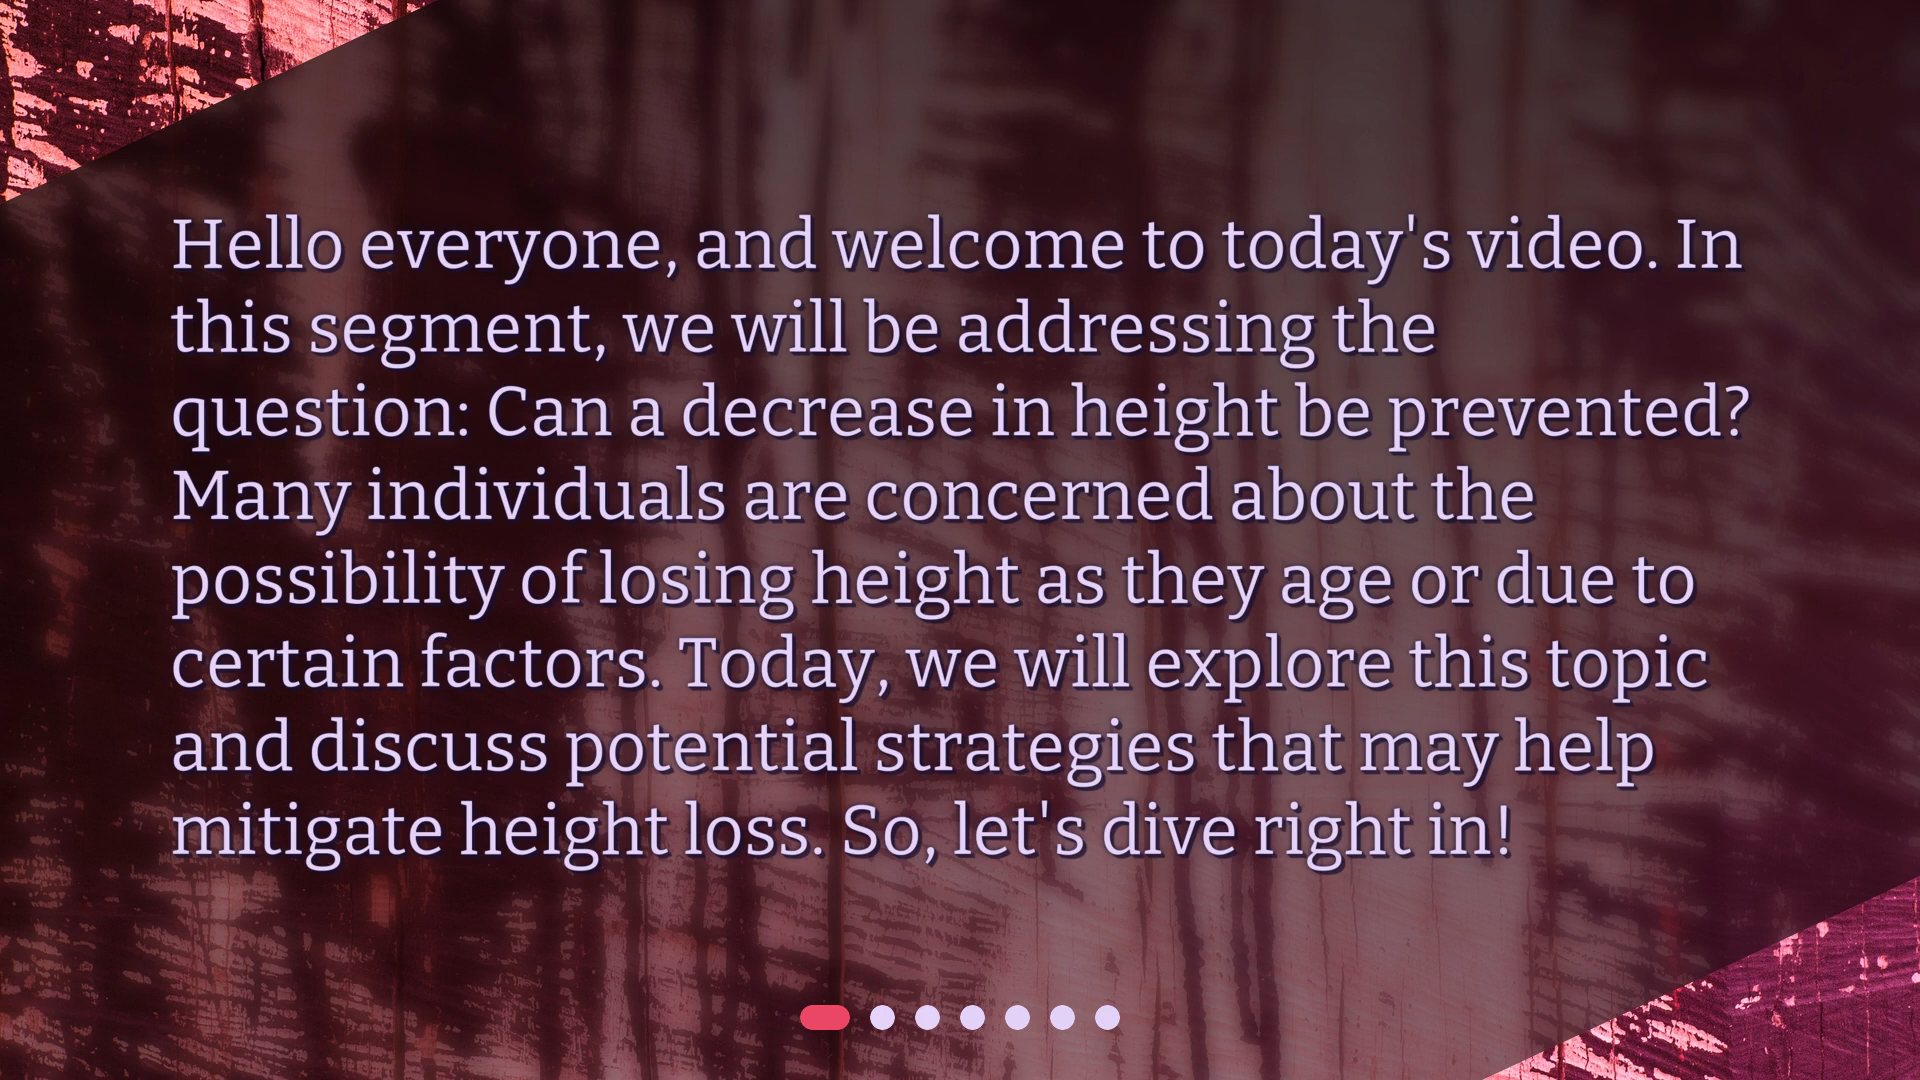 Hello everyone, and welcome to today's video. In
this segment, we will be addressing the
question: Can a decrease in height be prevented?
Many individuals are concerned about the
possibility of losing height as they age or due to
certain factors. Today, we will explore this topic
and discuss potential strategies that may help
mitigate height loss. So, let's dive right in!